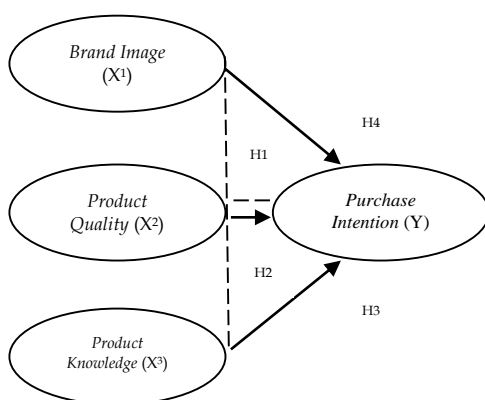 Brand Image
(X¹)
H4
H1
Product
Quality (X²)
Purchase
Intention (Y)
H2
H3
Product
Knowledge (X³)